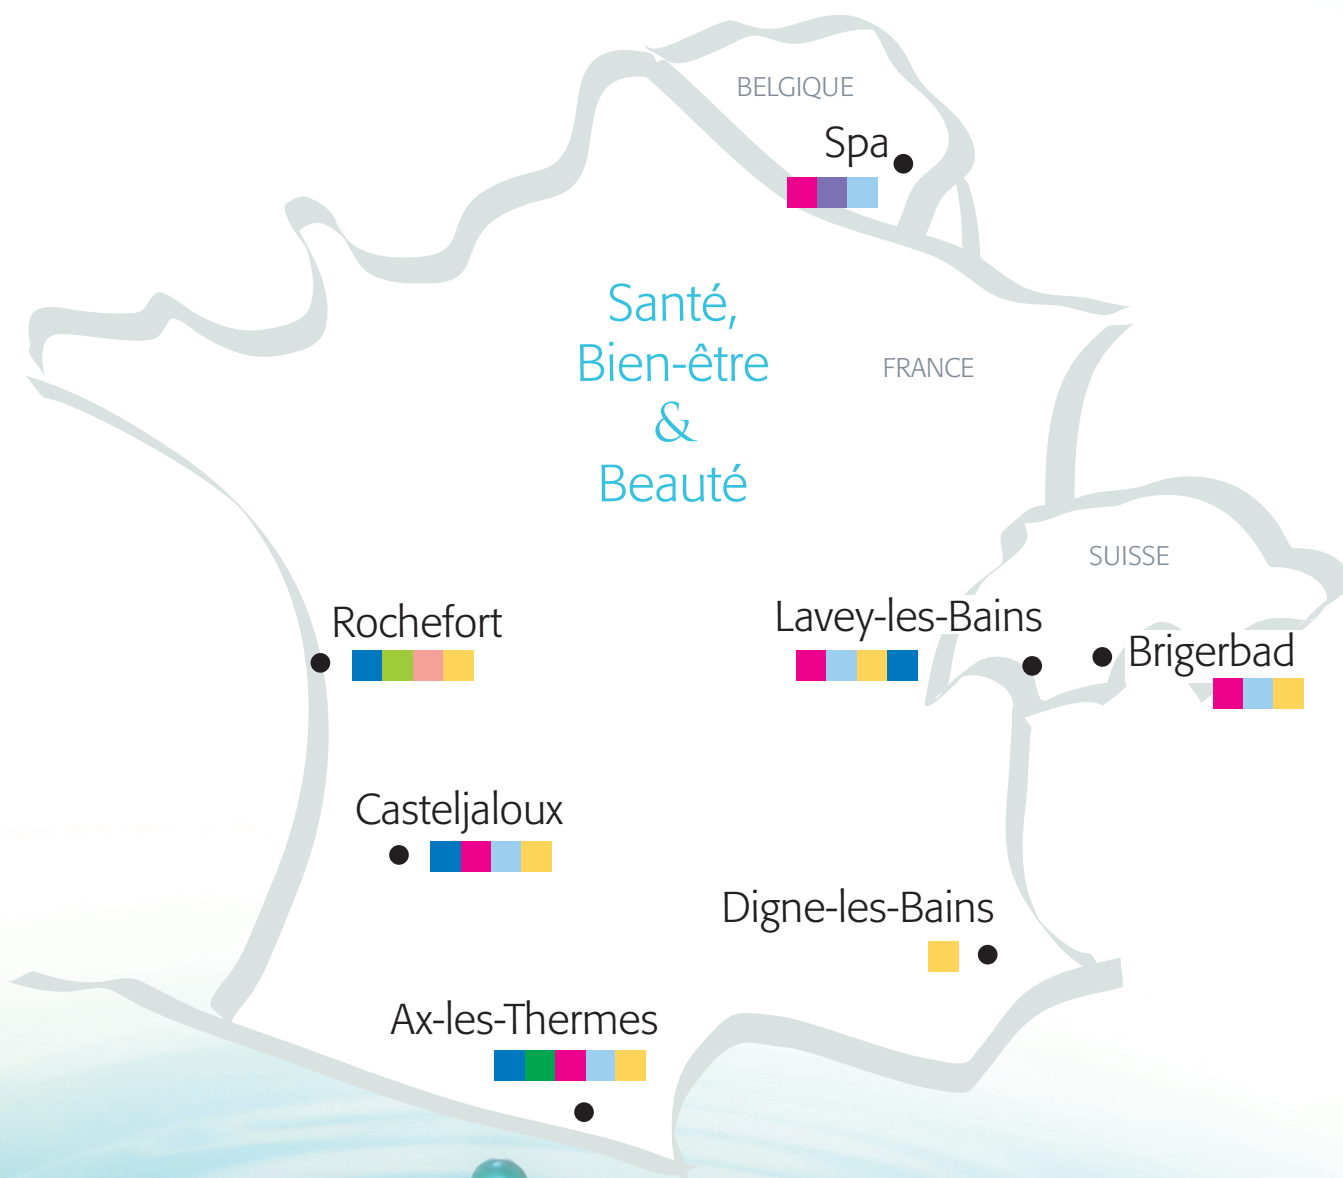 BELGIQUE
Spa
Santé,
Bien-être
&
Beauté
FRANCE
SUISSE
Rochefort
Lavey-les-Bains
Brigerbad
Casteljaloux
Digne-les-Bains
Ax-les-Thermes